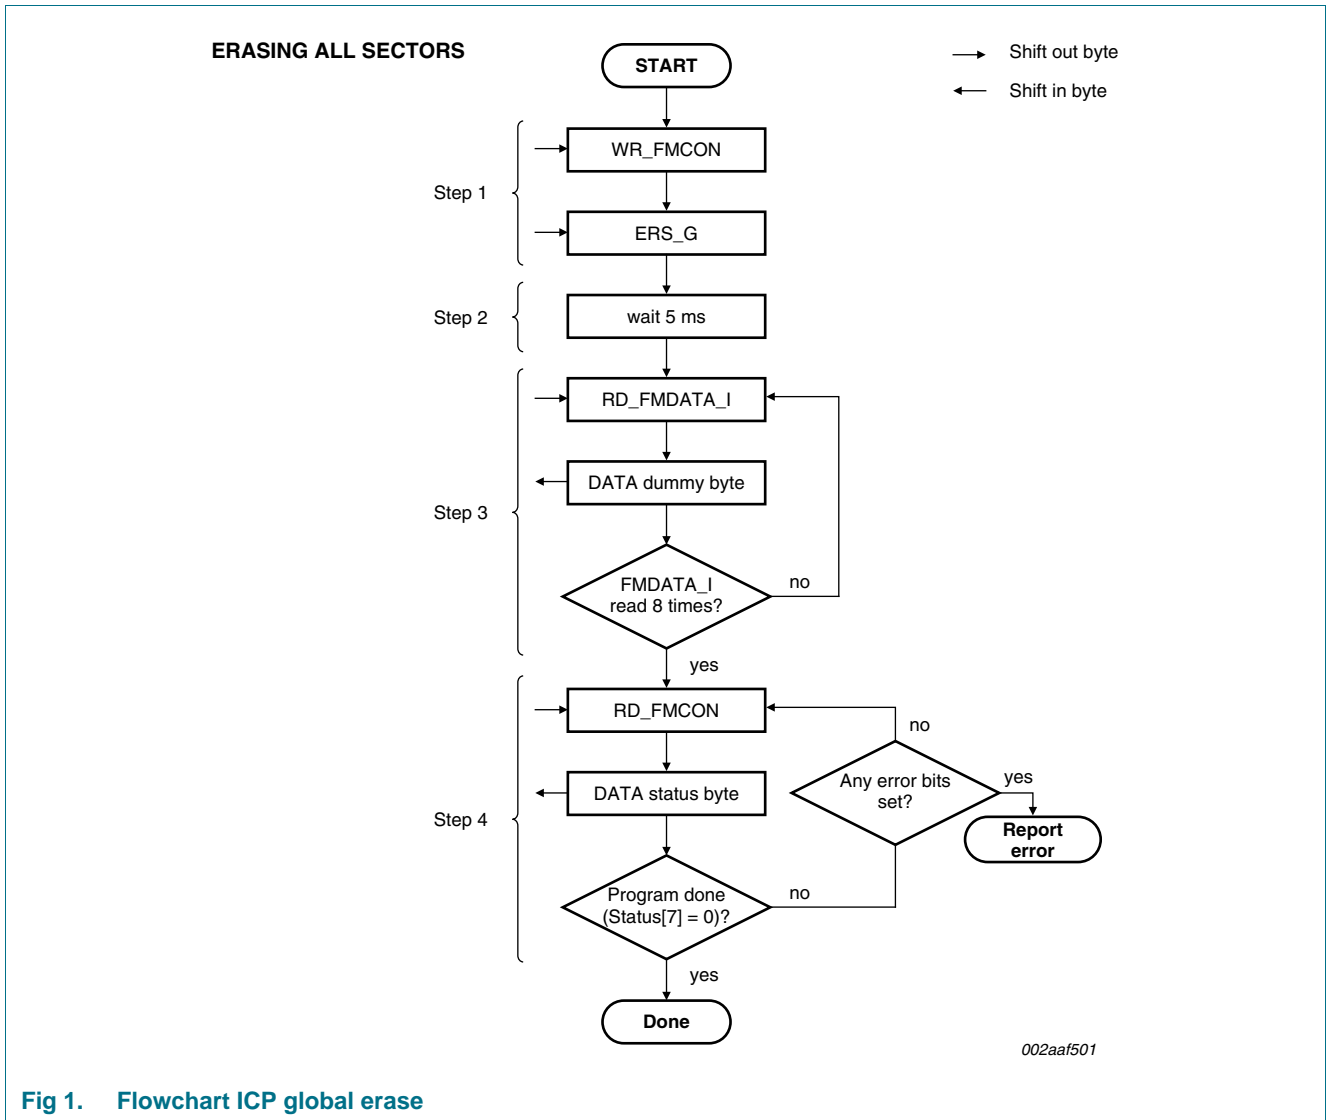 ERASING ALL SECTORS
START
Shift out byte
Shift in byte
WR_FMCON
Step 1
ERS_G
Step 2
wait 5 ms
RD_FMDATA_I
DATA dummy byte
Step 3
FMDATA_I
read 8 times?
no
yes
RD_FMCON
no
DATA status byte
Any error bits
set?
yes
Step 4
Report
error
Program done
(Status[7] = 0)?
no
yes
Done
002aaf501
Fig 1. Flowchart ICP global erase